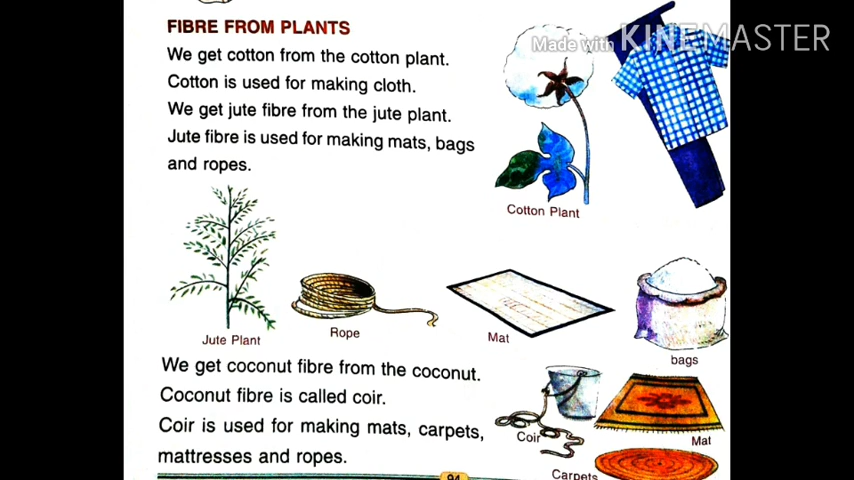 FIBRE FROM PLANTS
We get cotton from the cotton plant.
Cotton is used for making cloth.
We get jute fibre from the jute plant.
Jute fibre is used for making mats, bags
and ropes.
Made with KINEMASTER
Cotton Plant
Jute Plant
Rope
Mat
bags
We get coconut fibre from the coconut.
Coconut fibre is called coir.
Coir is used for making mats, carpets,
mattresses and ropes.
Coir
Mat
Carpets
94